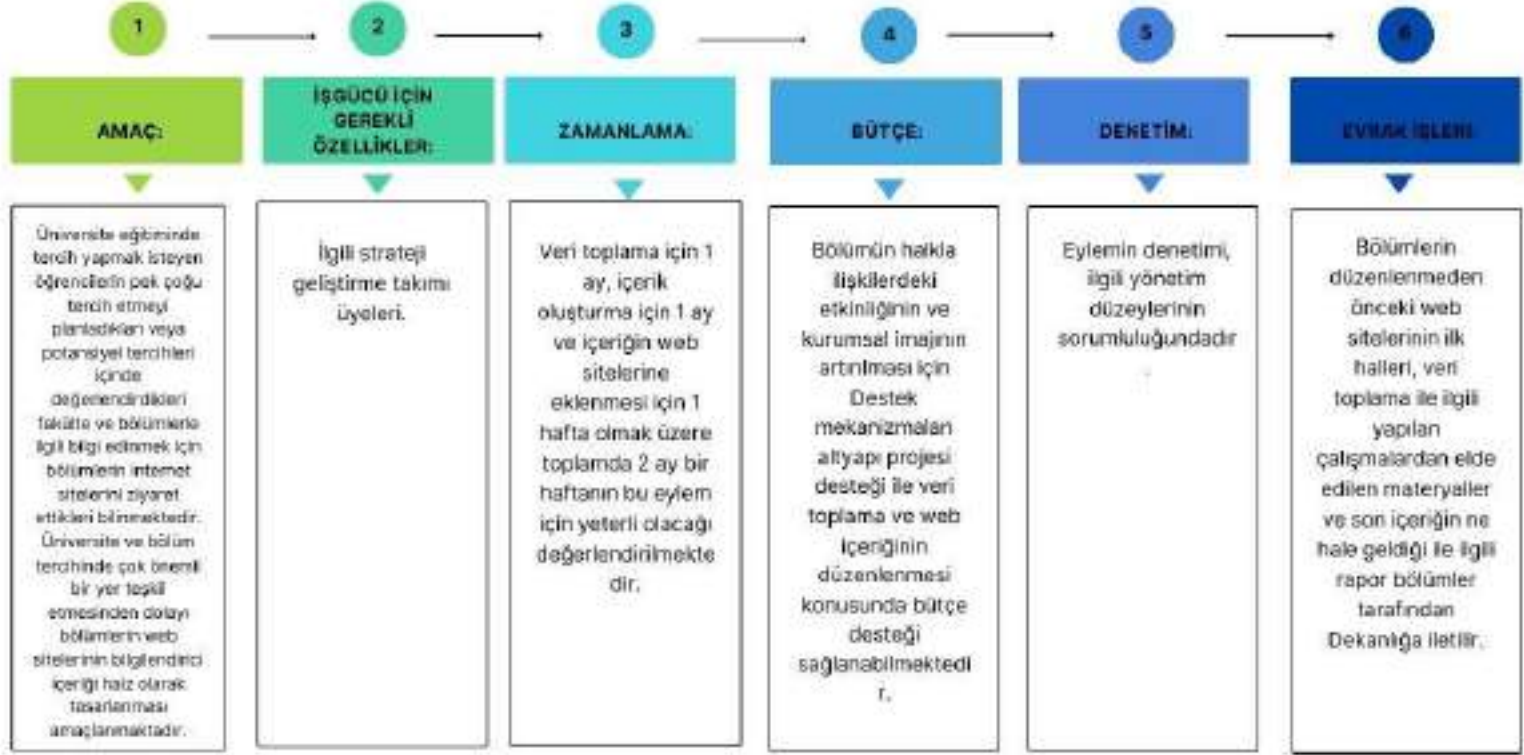 1
2
3
4
5
6
AMAÇ:
Üniversite eğitiminde
tercih yapmak isteyen
öğrencilerin pek çoğu
tercih etmeyi
planladıkları veya
potansiyel tercihleri
içinde
değerlendirdikleri
fakülte ve bölümlerle
ilgili bilgi edinmek için
bölümlerin internet
sitelerini ziyaret
ettikleri bilinmektedir.
Üniversite ve bölüm
tercihinde çok önemli
bir yer teşkil
etmesinden dolayı
bölümlerin web
sitelerinin bilgilendirici
içeriği haiz olarak
tasarlanması
amaçlanmaktadır.
İŞGÜCÜ İÇİN
GEREKLİ
ÖZELLİKLER:
İlgili strateji
geliştirme takımı
üyeleri.
ZAMANLAMA:
Veri toplama için 1
ay, içerik
oluşturma için 1 ay
ve içeriğin web
sitelerine
eklenmesi için 1
hafta olmak üzere
toplamda 2 ay bir
haftanın bu eylem
için yeterli olacağı
değerlendirilmekte
dir.
BÜTÇE:
Bölümün halkla
ilişkilerdeki
etkinliğinin ve
kurumsal imajının
artırılması için
Destek
mekanizmaları
altyapı projesi
desteği ile veri
toplama ve web
içeriğinin
düzenlenmesi
konusunda bütçe
desteği
sağlanabilmektedi
r.
DENETİM:
Eylemin denetimi,
ilgili yönetim
düzeylerinin
sorumluluğundadır
.
EVRAK İŞLERİ:
Bölümlerin
düzenlenmeden
önceki web
sitelerinin ilk
halleri, veri
toplama ile ilgili
yapılan
çalışmalardan elde
edilen materyaller
ve son içeriğin ne
hale geldiği ile ilgili
rapor bölümler
tarafından
Dekanlığa iletilir.